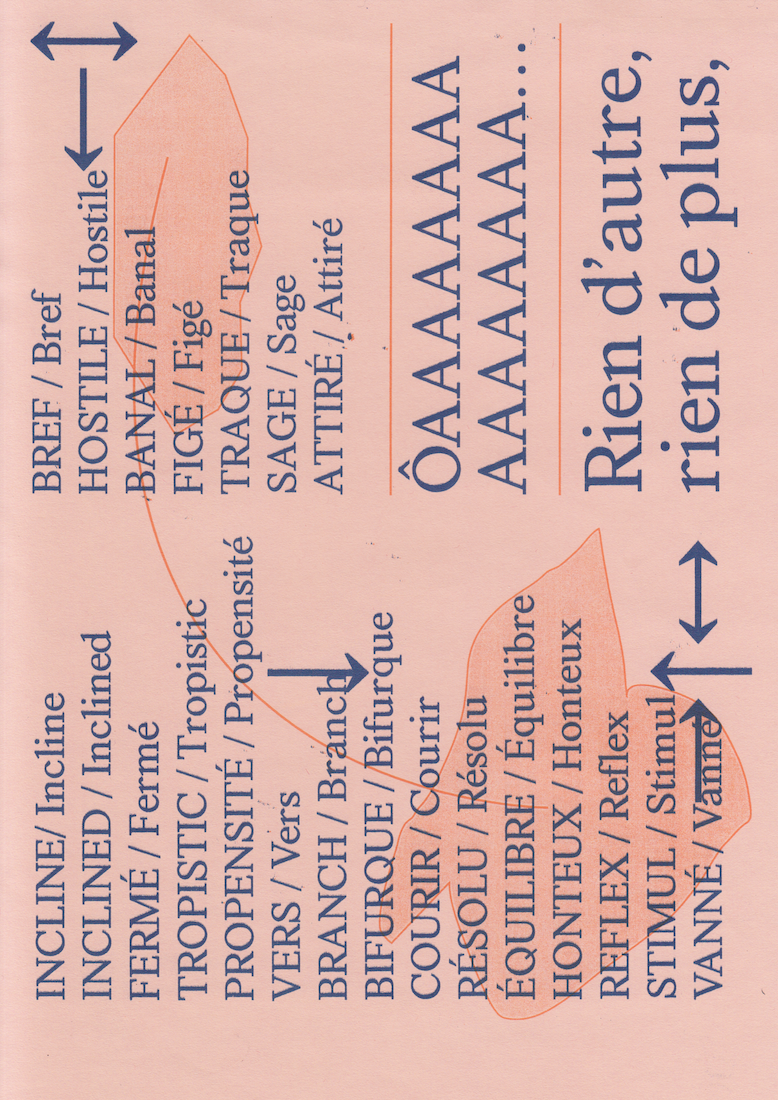 INCLINE/ Incline
INCLINED / Inclined
FERMÉ / Fermé
TROPISTIC / Tropistic
PROPENSITÉ / Propensité
VERS / Vers
BRANCH / Branch
BIFURQUE / Bifurque
COURIR / Courir
RÉSOLU / Résolu
ÉQUILIBRE / Équilibre
HONTEUX / Honteux
REFLEX / Reflex
STIMUL / Stimul
VANNÉ / Vanné
BREF / Bref
HOSTILE / Hostile
BANAL / Banal
FIGÉ / Figé
TRAQUE / Traque
SAGE / Sage
ATTIRÉ / Attiré
ÔAAAAAAAA
AAAAAAAA...
Rien d'autre,
rien de plus,